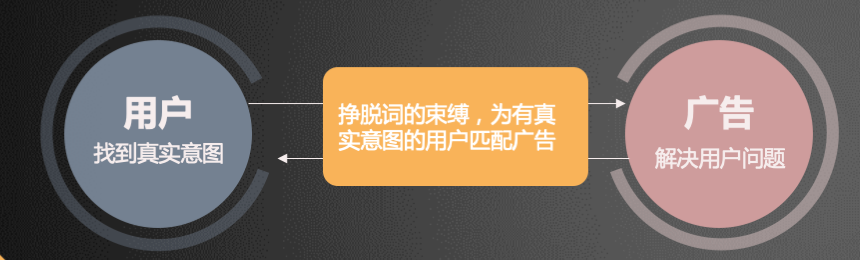 用户
找到真实意图
挣脱词的束缚，为有真
实意图的用户匹配广告
广告
解决用户问题